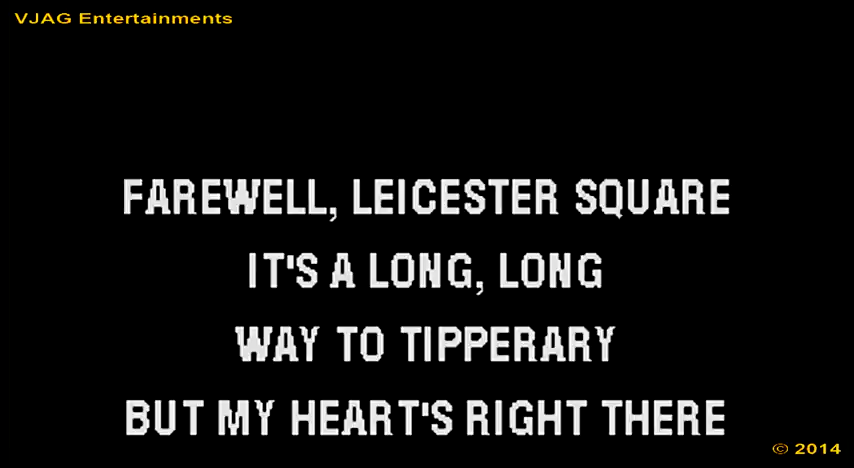 VJAG Entertainments
FAREWELL, LEICESTER SQUARE
IT'S A LONG, LONG
WAY TO TIPPERARY
BUT MY HEART'S RIGHT THERE
© 2014